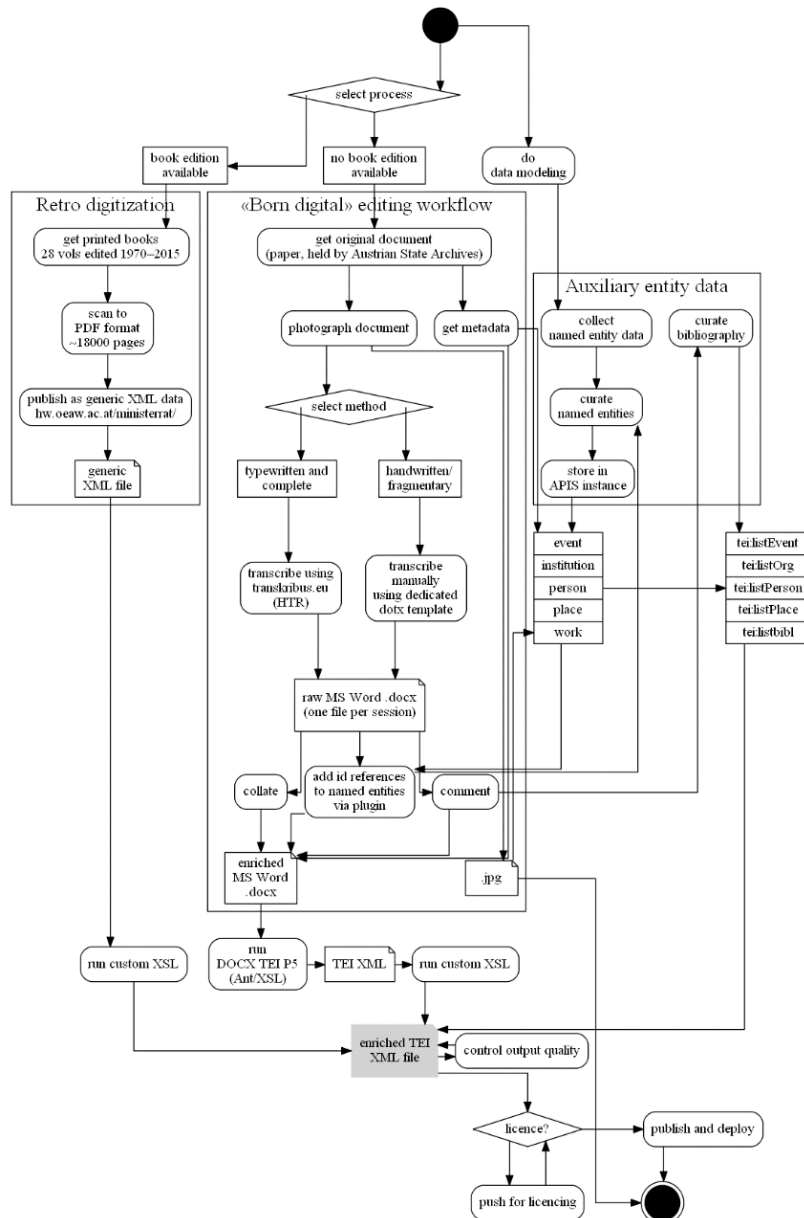 select process
book edition
available
no book edition
available
do
data modeling
Retro digitization
«Born digital» editing workflow
get printed books
28 vols edited 1970–2015
get original document
(paper, held by Austrian State Archives)
Auxiliary entity data
scan to
PDF format
~18000 pages
photograph document
get metadata
collect
named entity data
curate
bibliography
publish as generic XML data
hw.oeaw.ac.at/ministerrat/
select method
curate
named entities
generic
XML file
typewritten and
complete
handwritten/
fragmentary
store in
APIS instance
event
institution
person
place
work
tei:listEvent
tei:listOrg
tei:listPerson
tei:listPlace
tei:listbibl
transcribe using
transkribus.eu
(HTR)
transcribe
manually
using dedicated
dotx template
raw MS Word .docx
(one file per session)
collate
add id references
to named entities
via plugin
comment
enriched
MS Word
.docx
.jpg
run custom XSL
run
DOCX TEI P5
(Ant/XSL)
TEI XML
run custom XSL
enriched TEI
XML file
control output quality
licence?
publish and deploy
push for licencing